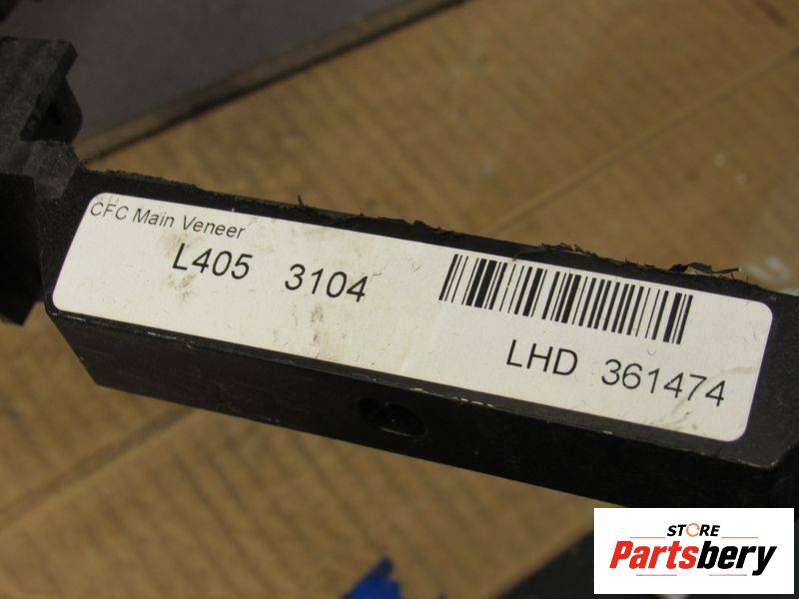 CFC Main Veneer
L405 3104
LHD 361474
STORE
Partsbery